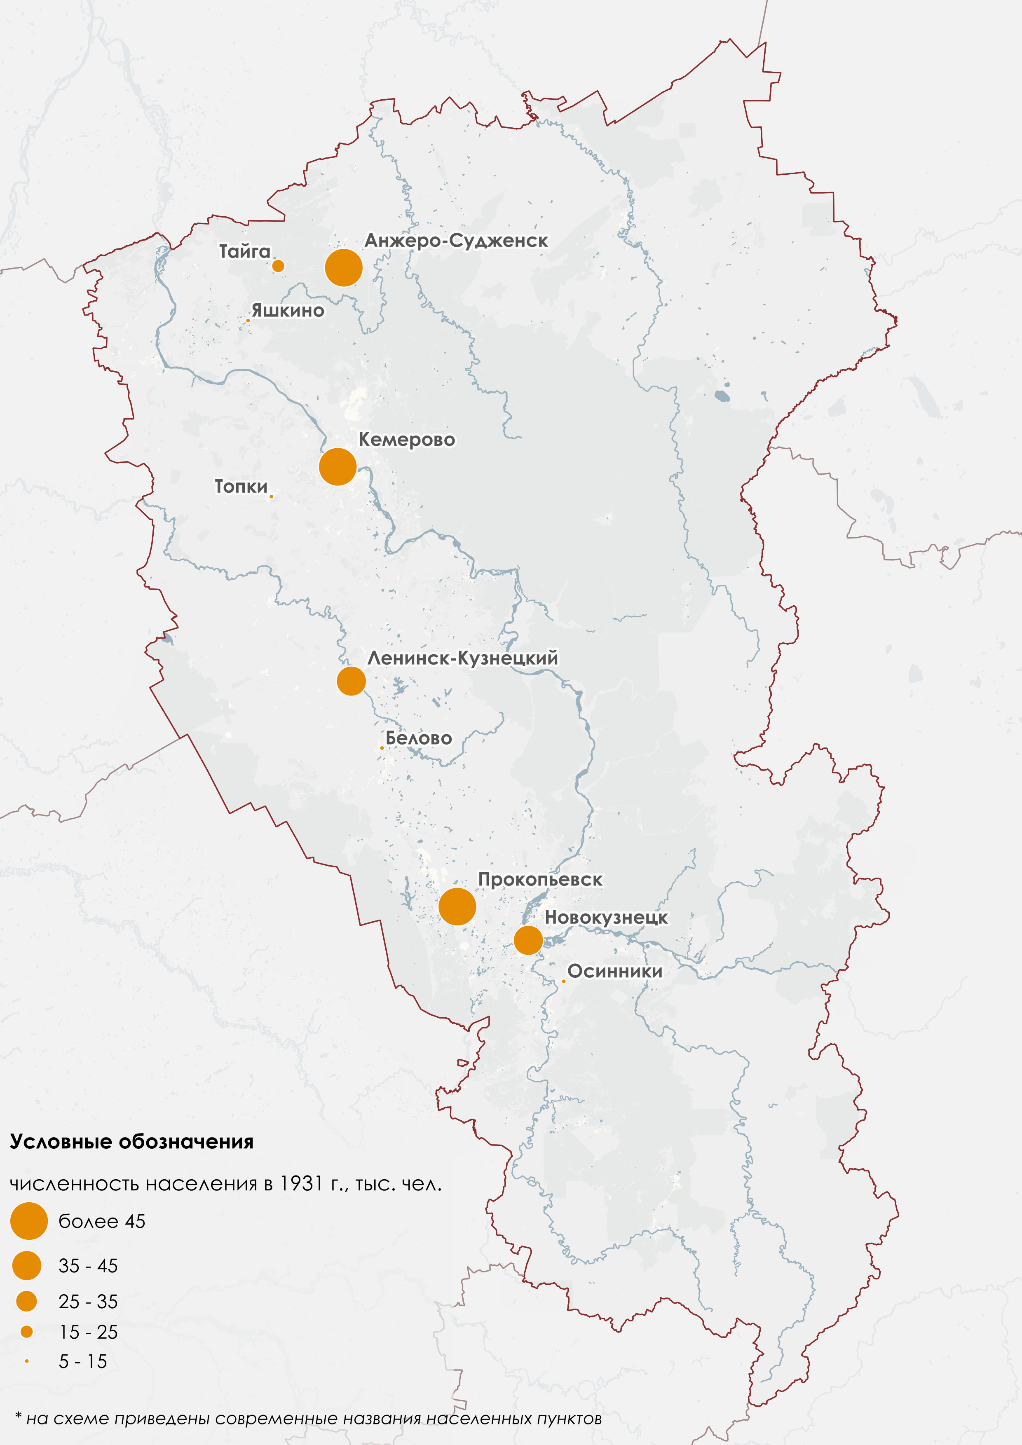 Тайга
Анжеро-Судженск
Яшкино
Кемерово
Топки
Ленинск-Кузнецкий
Белово
Прокопьевск
Новокузнецк
Осинники
Условные обозначения
численность населения в 1931 г., тыс. чел.
более 45
35 - 45
25 - 35
15 - 25
5 - 15
* на схеме приведены современные названия населенных пунктов